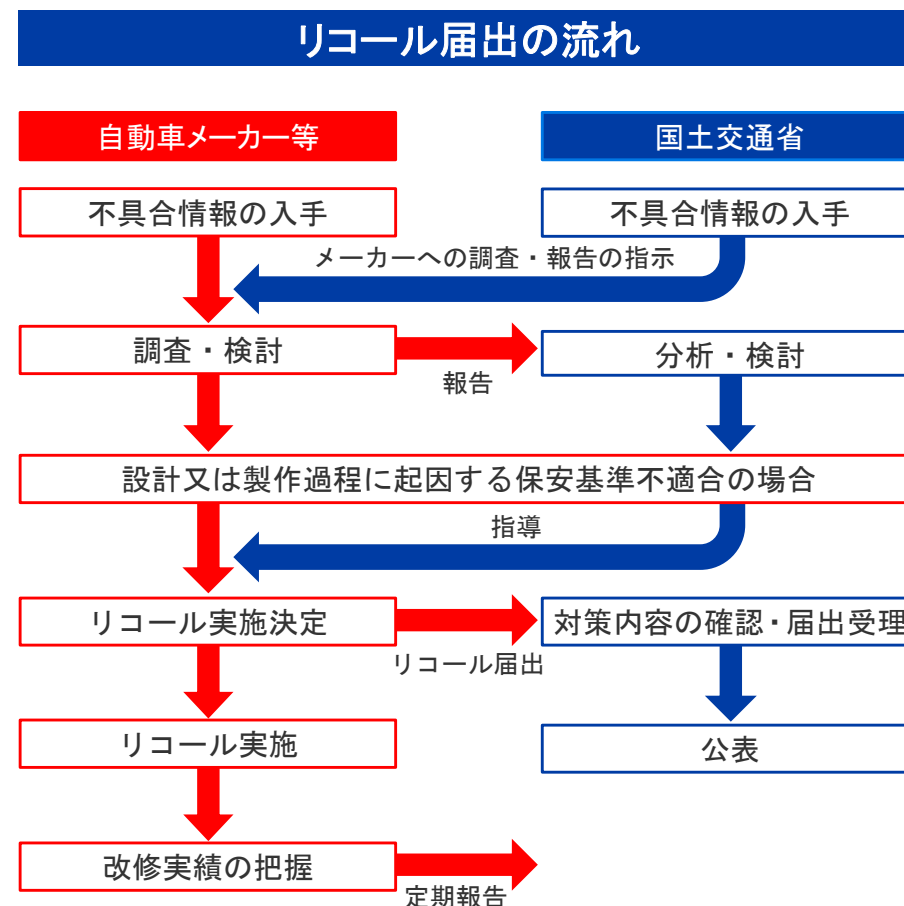 リコール届出の流れ
自動車メーカー等
国土交通省
不具合情報の入手
不具合情報の入手
メーカーへの調査・報告の指示
調査・検討
報告
分析・検討
設計又は製作過程に起因する保安基準不適合の場合
指導
リコール実施決定
リコール届出
対策内容の確認・届出受理
リコール実施
公表
改修実績の把握
定期報告